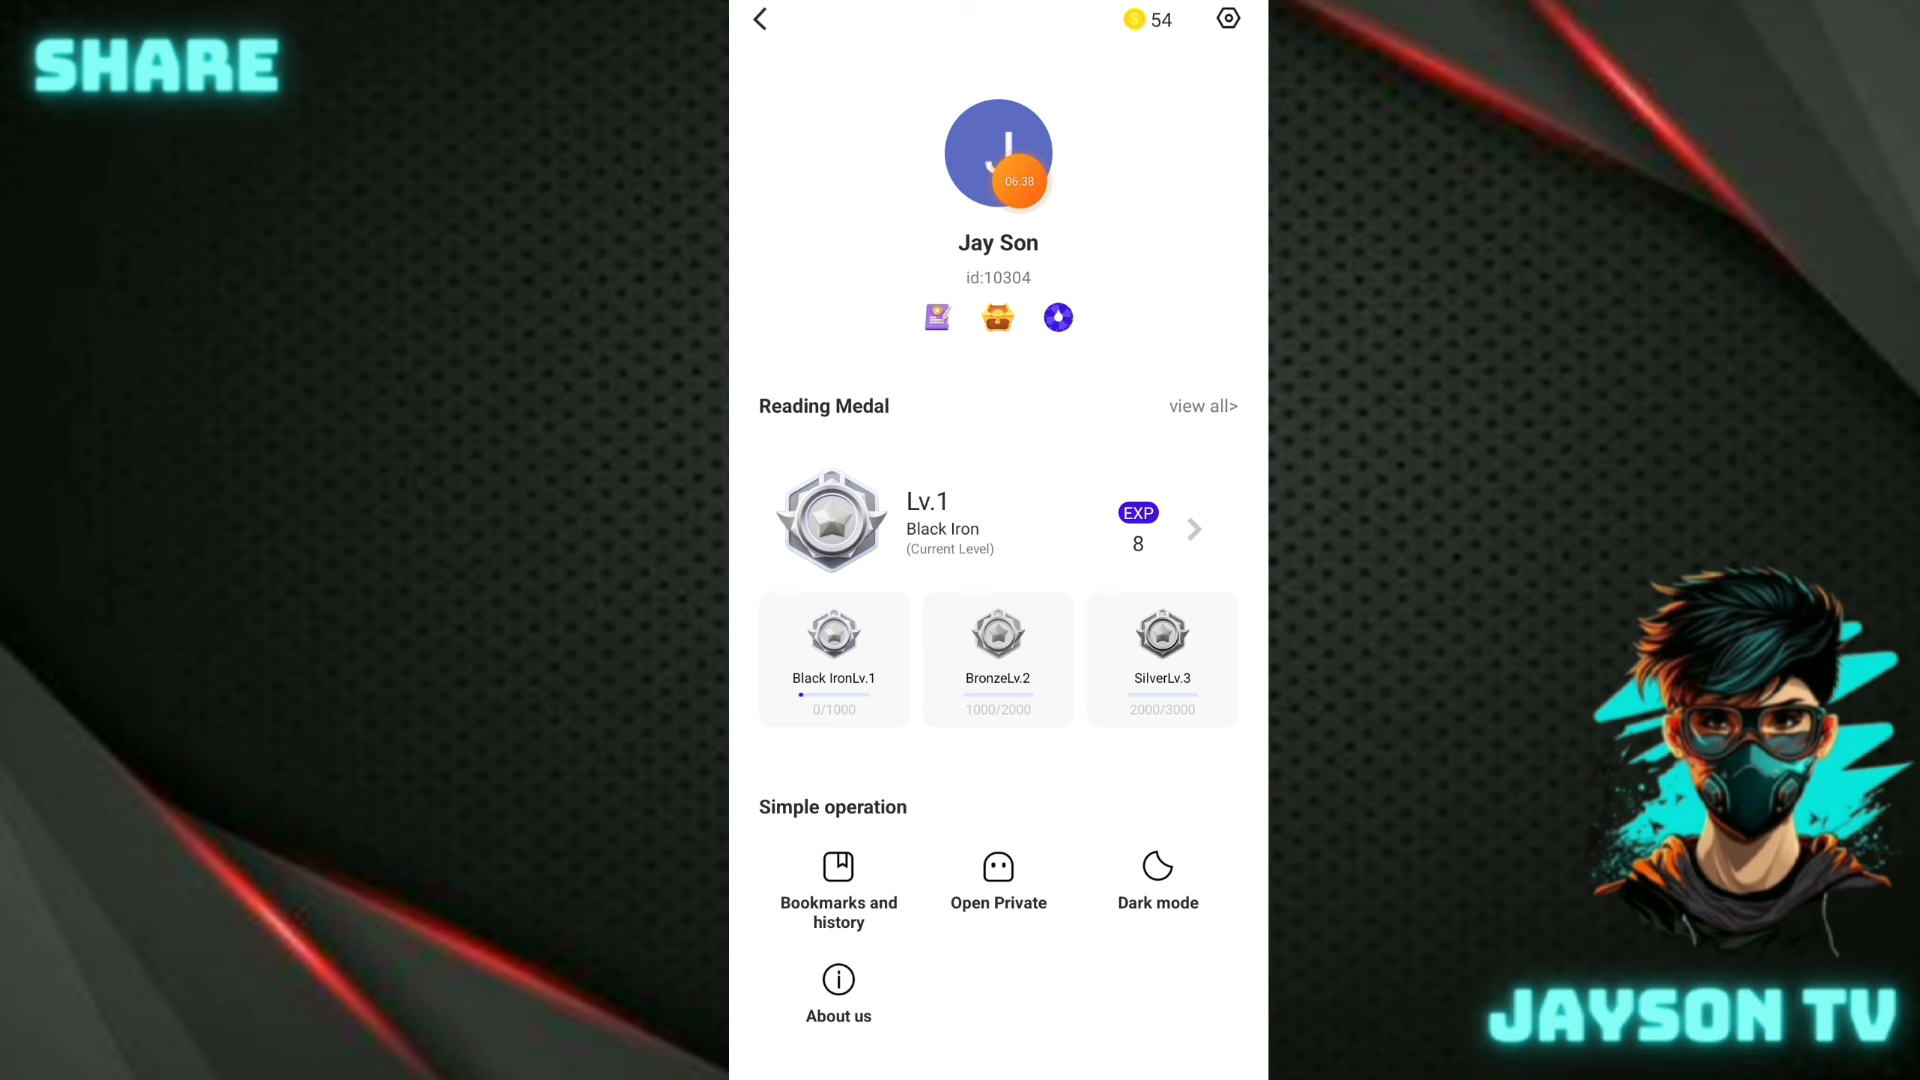 SHARE
54
J
06:38
Jay Son
id:10304
Reading Medal
view all>
Lv.1
Black Iron
(Current Level)
EXP
8
Black IronLv.1
0/1000
BronzeLv.2
1000/2000
SilverLv.3
2000/3000
Simple operation
Bookmarks and
history
Open Private
Dark mode
About us
JAYSON TV